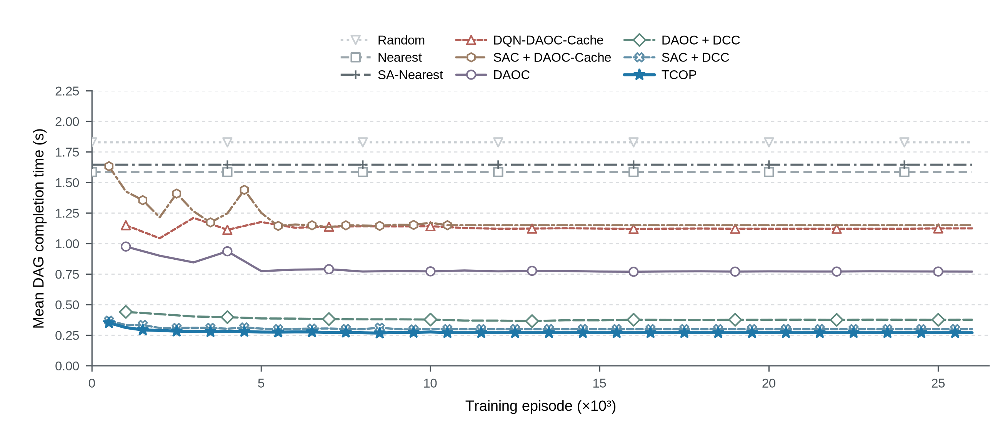 Random
Nearest
SA-Nearest
DQN-DAOC-Cache
SAC + DAOC-Cache
DAOC
DAOC + DCC
SAC + DCC
TCOP
Mean DAG completion time (s)
2.25
2.00
1.75
1.50
1.25
1.00
0.75
0.50
0.25
0.00
0 5 10 15 20 25
Training episode (×10³)